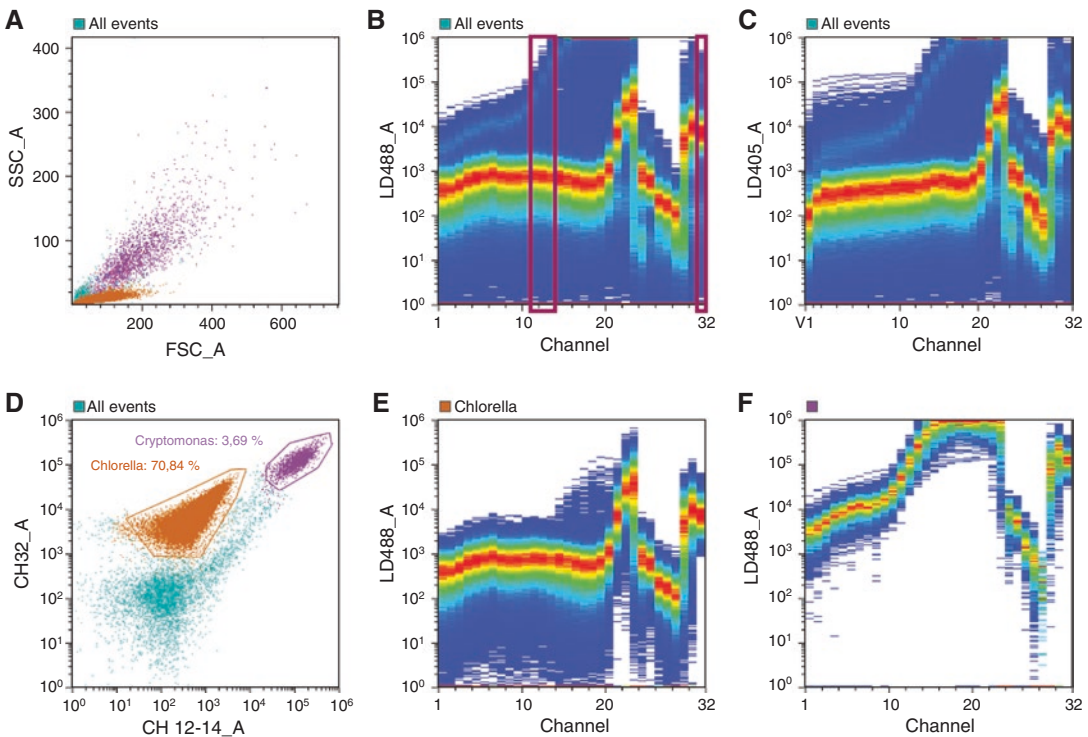 A
All events
400
300
200
100
SSC_A
200 400 600
FSC_A
B
All events
10⁶
10⁵
10⁴
10³
10²
10¹
10⁰
LD488_A
1 10 20 32
Channel
C
All events
10⁶
10⁵
10⁴
10³
10²
10¹
10⁰
LD405_A
V1 10 20 32
Channel
D
All events
10⁶
10⁵
10⁴
10³
10²
10¹
10⁰
CH32_A
Cryptomonas: 3,69 %
Chlorella: 70,84 %
10⁰ 10¹ 10² 10³ 10⁴ 10⁵ 10⁶
CH 12-14_A
E
Chlorella
10⁶
10⁵
10⁴
10³
10²
10¹
10⁰
LD488_A
1 10 20 32
Channel
F
10⁶
10⁵
10⁴
10³
10²
10¹
10⁰
LD488_A
1 10 20 32
Channel